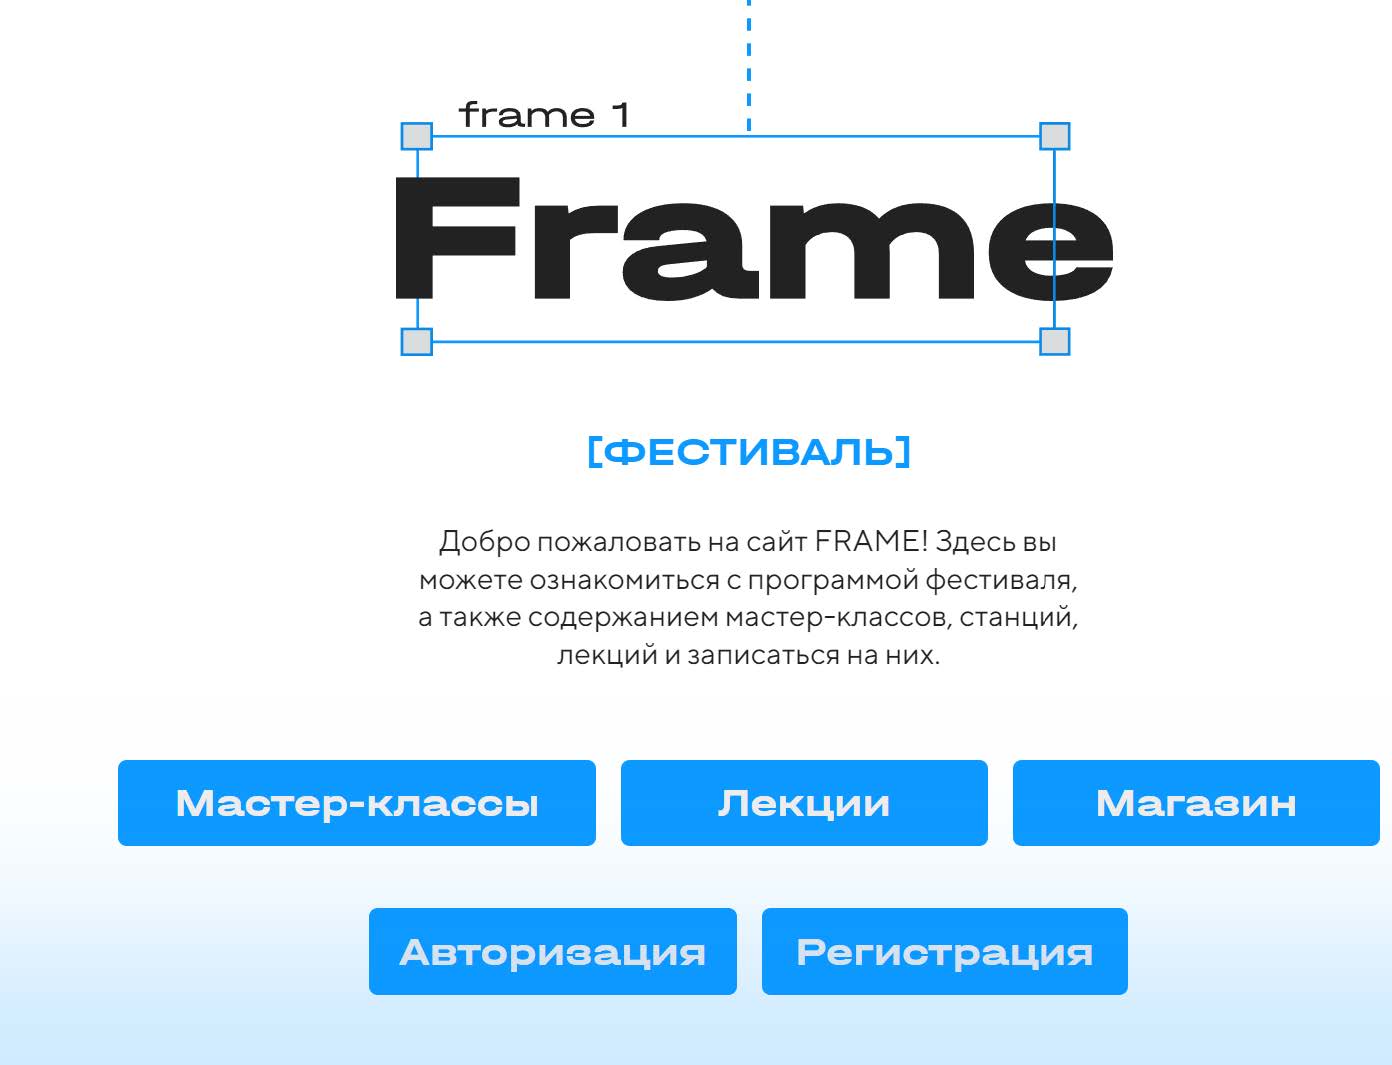 frame 1
Frame
[ФЕСТИВАЛЬ]
Добро пожаловать на сайт FRAME! Здесь вы
можете ознакомиться с программой фестиваля,
а также содержанием мастер-классов, станций,
лекций и записаться на них.
Мастер-классы Лекции Магазин
Авторизация Регистрация